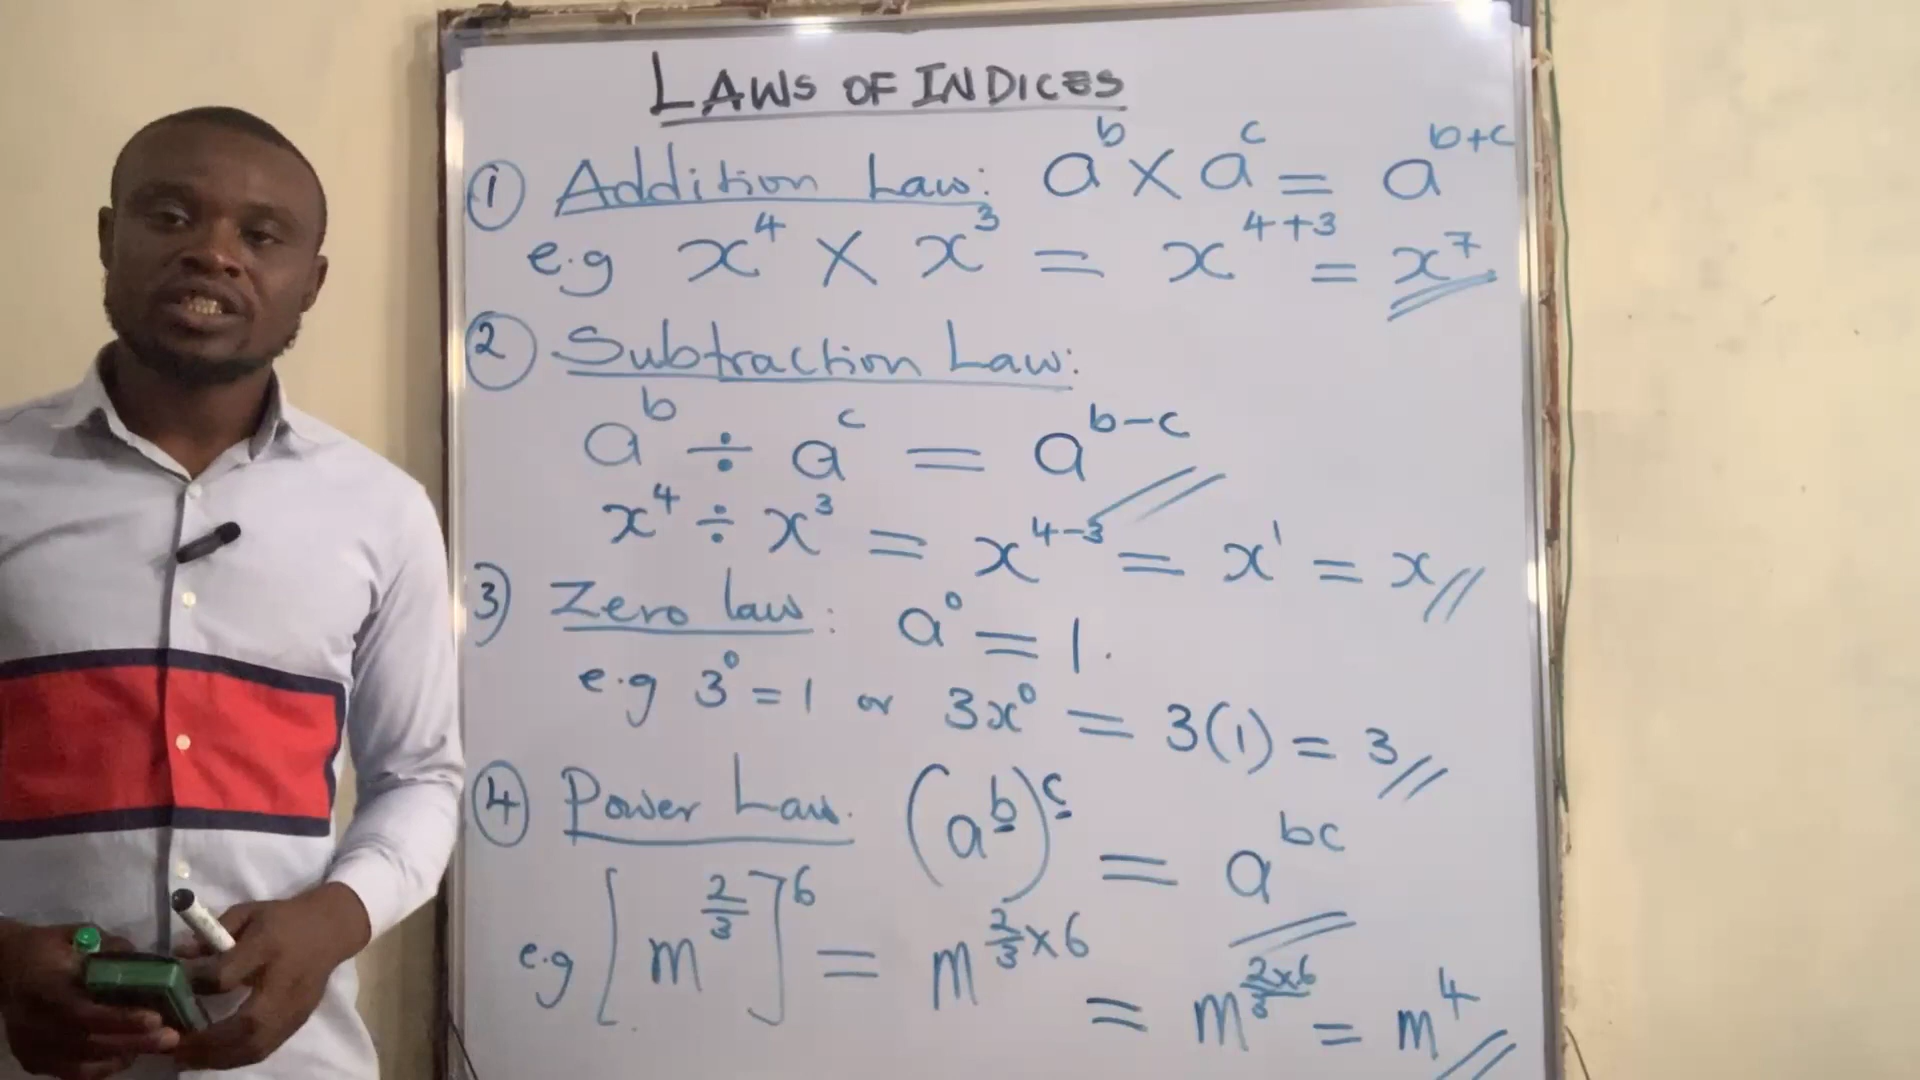 LAWS OF INDICES
① Addition Law: a^b × a^c = a^(b+c)
e.g x^4 × x^3 = x^(4+3) = x^7
② Subtraction Law:
a^b ÷ a^c = a^(b-c)
x^4 ÷ x^3 = x^(4-3) = x^1 = x
3) Zero law: a^0 = 1.
e.g 3^0 = 1 or 3x^0 = 3(1) = 3
④ Power Law. (a^b)^c = a^(bc)
e.g [m^(2/3)]^6 = m^(2/3 × 6)
= m^((2×6)/3) = m^4